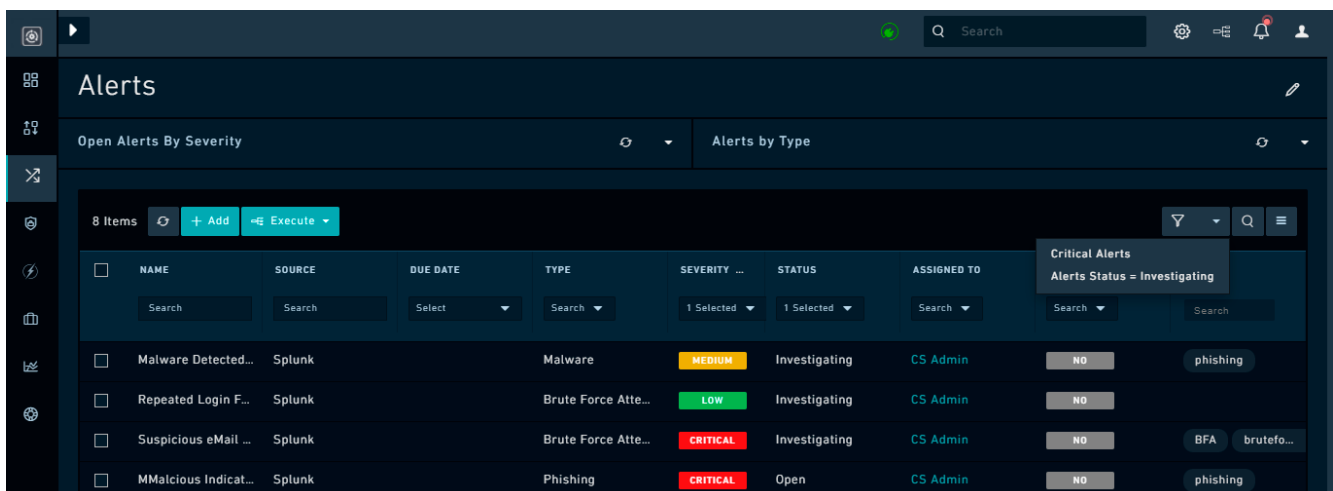 Search
Alerts
Open Alerts By Severity
Alerts by Type
8 Items
+ Add
Execute
Critical Alerts
Alerts Status = Investigating
NAME SOURCE DUE DATE TYPE SEVERITY ... STATUS ASSIGNED TO
Search Search Select Search 1 Selected 1 Selected Search Search Search
Malware Detected... Splunk Malware MEDIUM Investigating CS Admin NO phishing
Repeated Login F... Splunk Brute Force Atte... LOW Investigating CS Admin NO
Suspicious eMail ... Splunk Brute Force Atte... CRITICAL Investigating CS Admin NO BFA brutefo...
MMalcious Indicat... Splunk Phishing CRITICAL Open CS Admin NO phishing